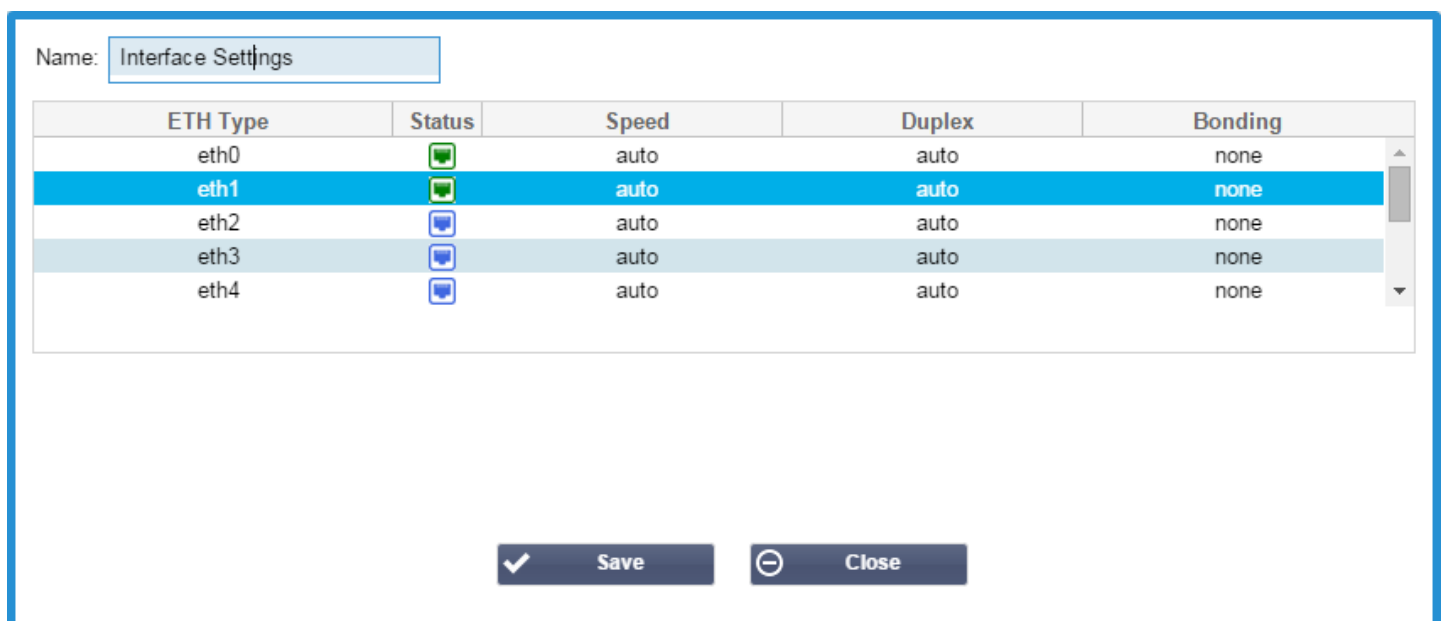 Name: Interface Settings
ETH Type Status Speed Duplex Bonding
eth0 auto auto none
eth1 auto auto none
eth2 auto auto none
eth3 auto auto none
eth4 auto auto none
Save Close